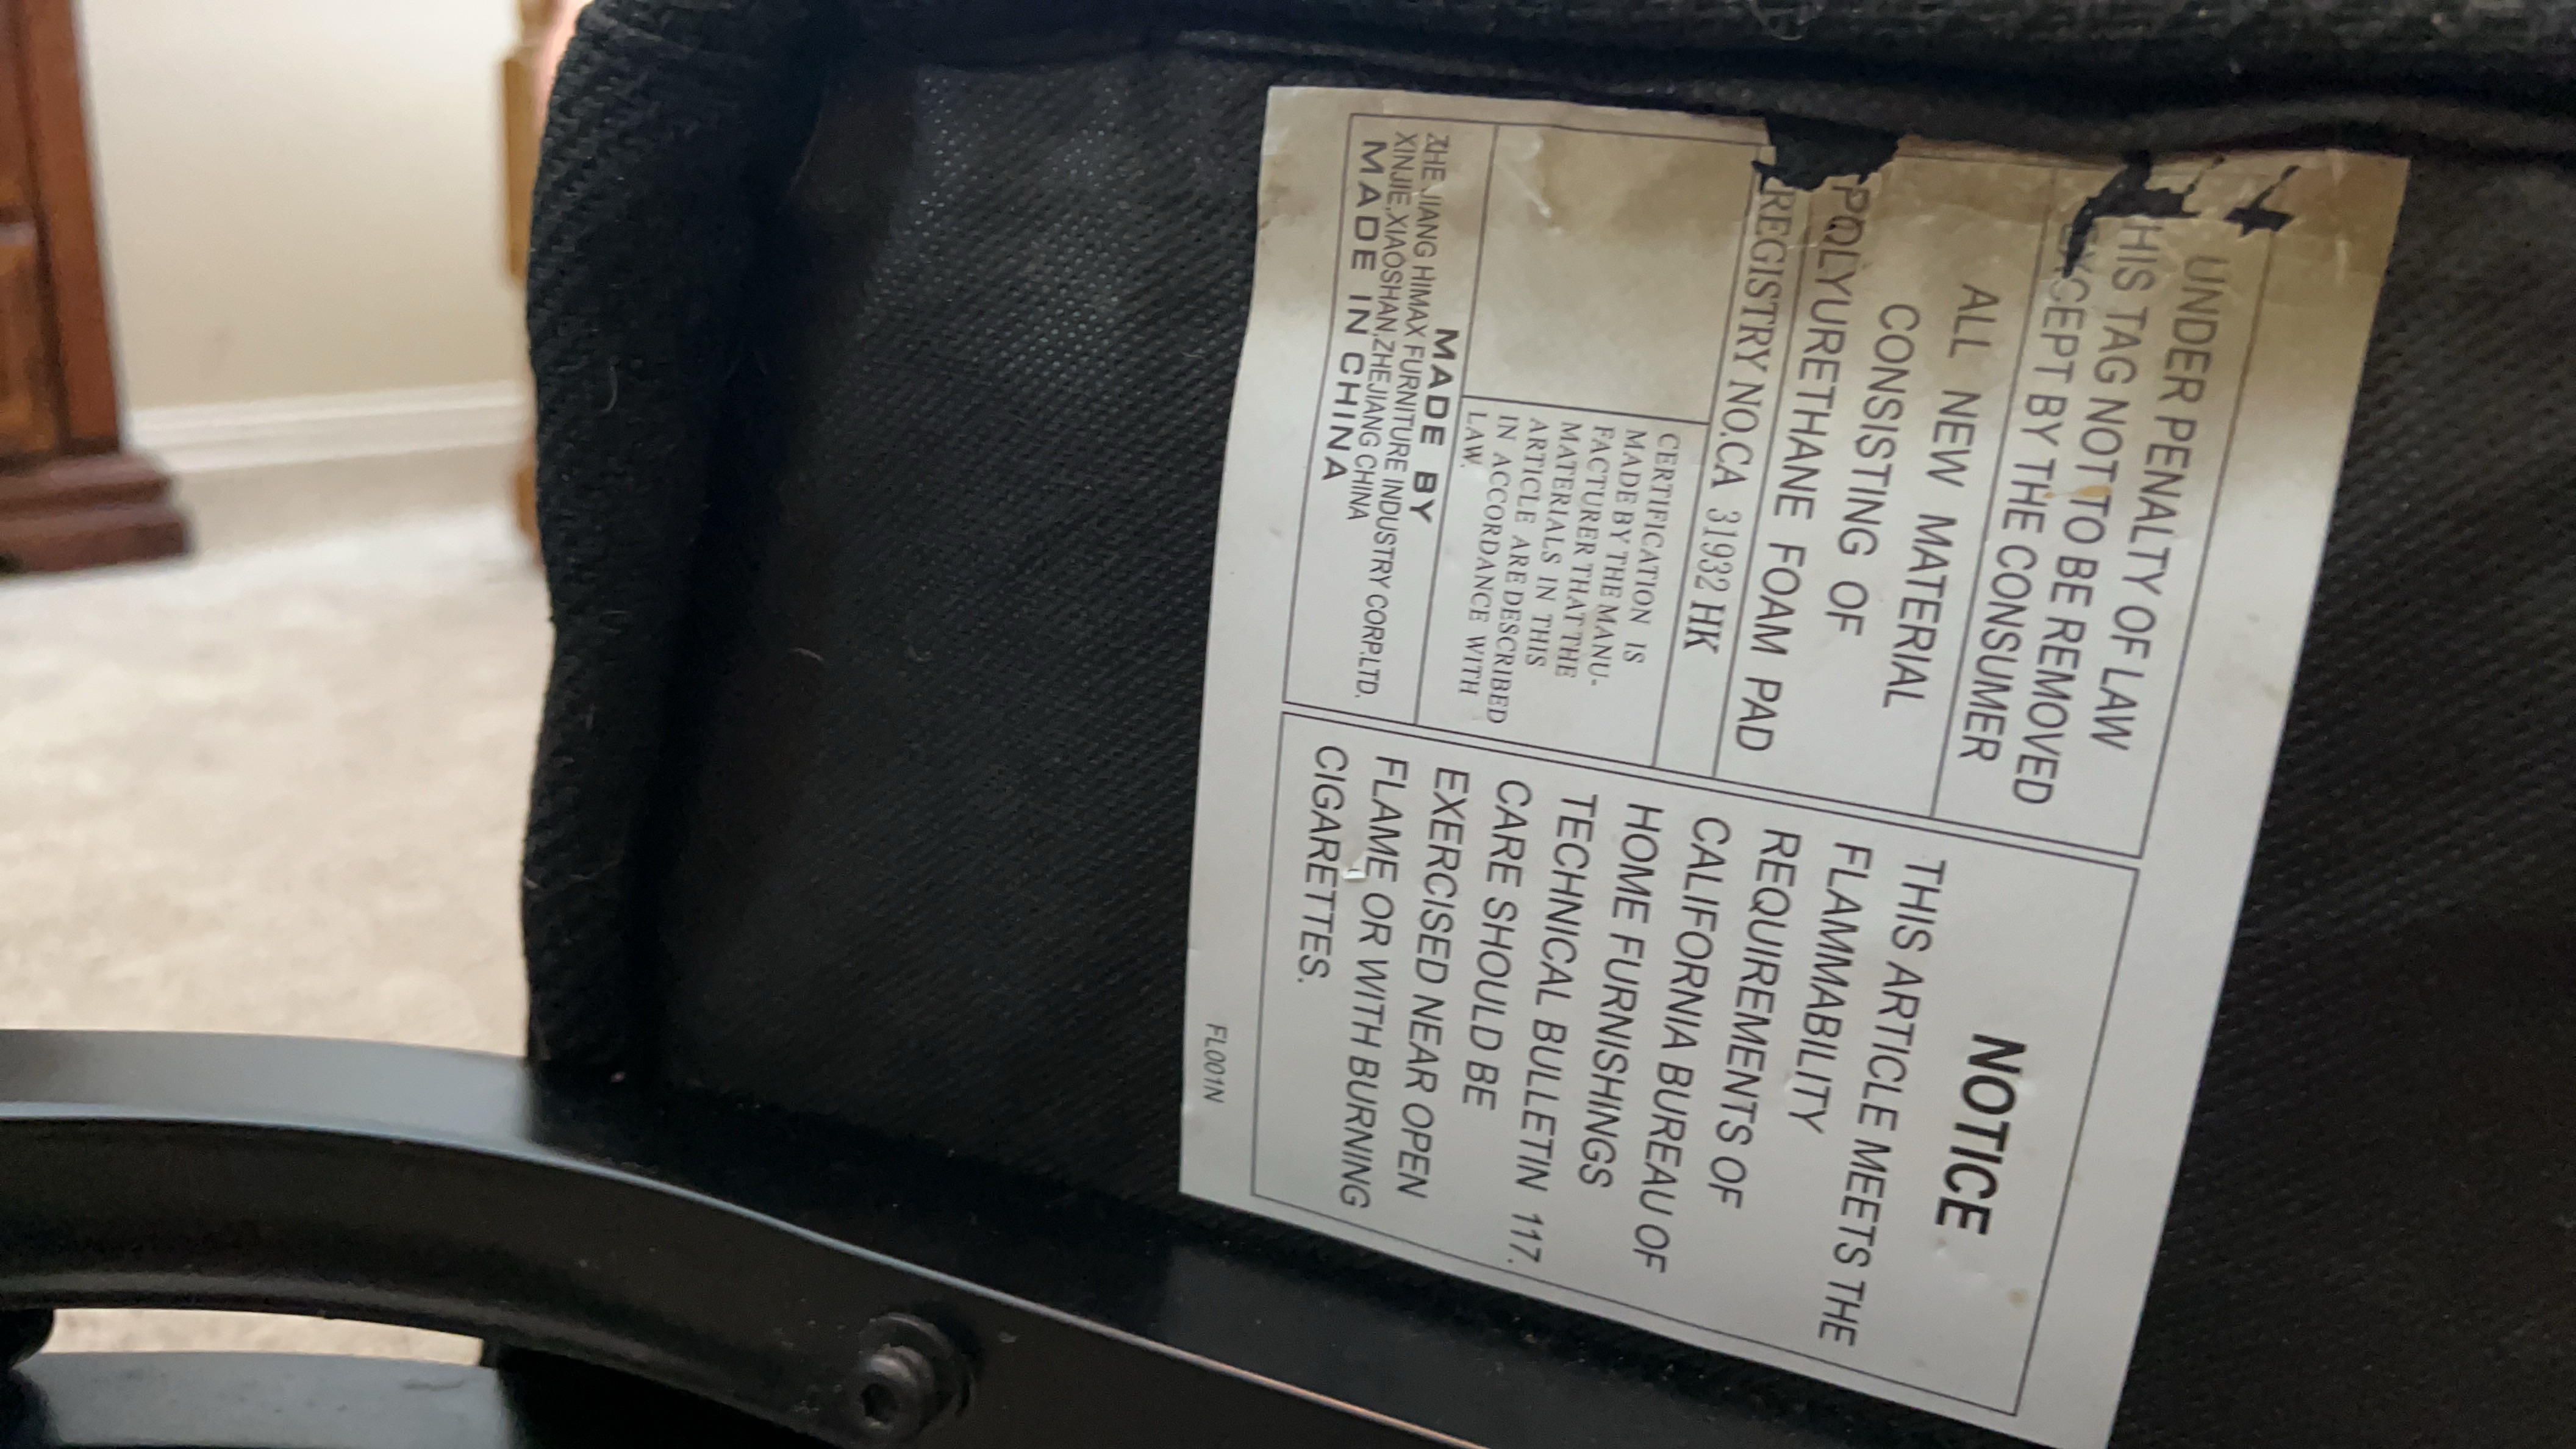 UNDER PENALTY OF LAW
HIS TAG NOT TO BE REMOVED
EXCEPT BY THE CONSUMER
ALL NEW MATERIAL
CONSISTING OF
POLYURETHANE FOAM PAD
REGISTRY NO.CA 31932 HK
CERTIFICATION IS
MADE BY THE MANU-
FACTURER THAT THE
MATERIALS IN THIS
ARTICLE ARE DESCRIBED
IN ACCORDANCE WITH
LAW.
MADE BY
ZHE JIANG HIMAX FURNITURE INDUSTRY CORP.LTD.
XINJIE,XIAOSHAN,ZHEJIANG CHINA
MADE IN CHINA
NOTICE
THIS ARTICLE MEETS THE
FLAMMABILITY
REQUIREMENTS OF
CALIFORNIA BUREAU OF
HOME FURNISHINGS
TECHNICAL BULLETIN 117.
CARE SHOULD BE
EXERCISED NEAR OPEN
FLAME OR WITH BURNING
CIGARETTES.
FL001N